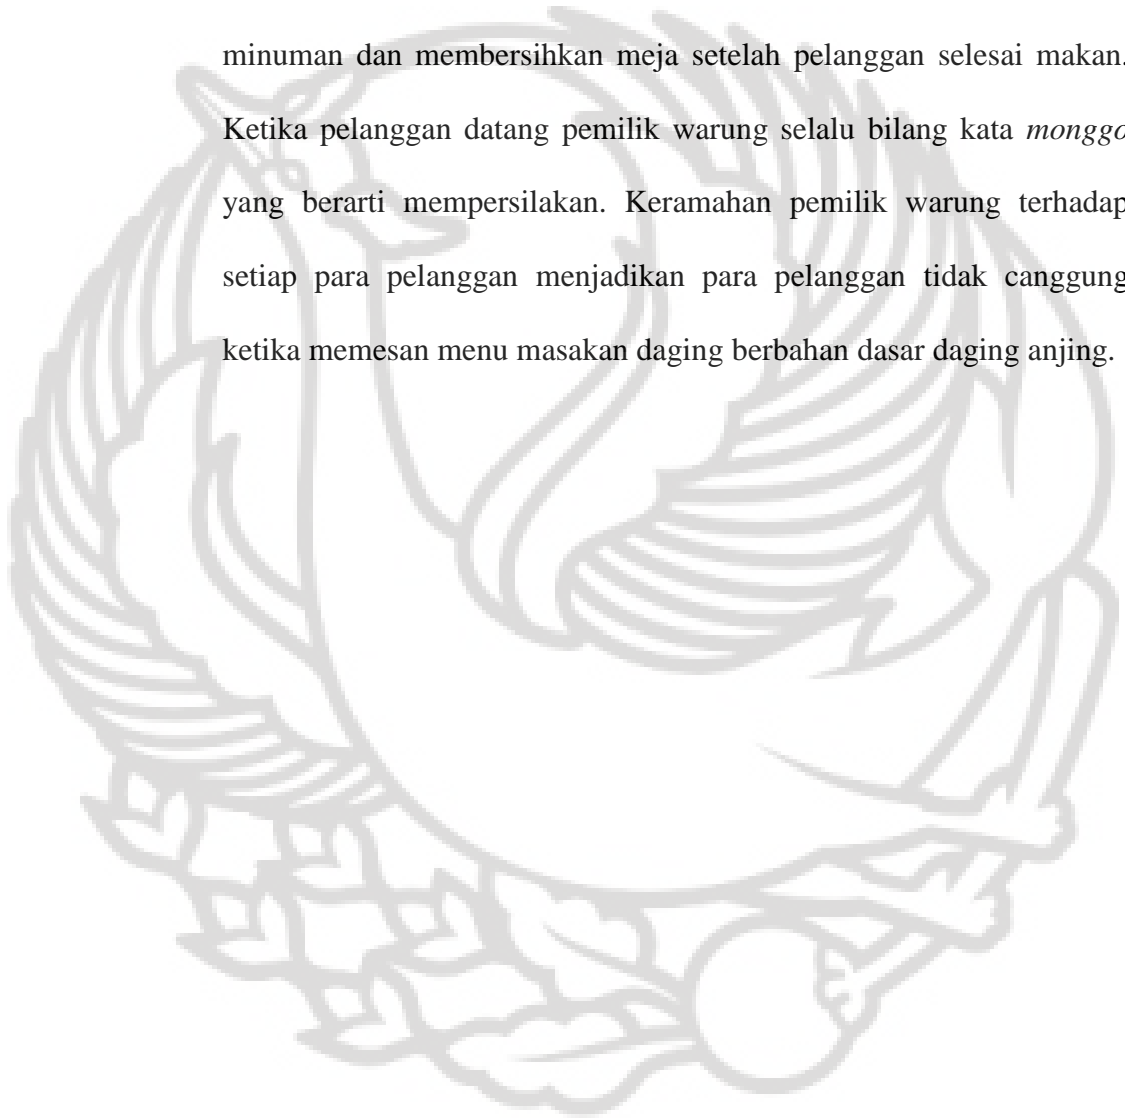 minuman dan membersihkan meja setelah pelanggan selesai makan.
Ketika pelanggan datang pemilik warung selalu bilang kata monggo
yang berarti mempersilakan. Keramahan pemilik warung terhadap
setiap para pelanggan menjadikan para pelanggan tidak canggung
ketika memesan menu masakan daging berbahan dasar daging anjing.